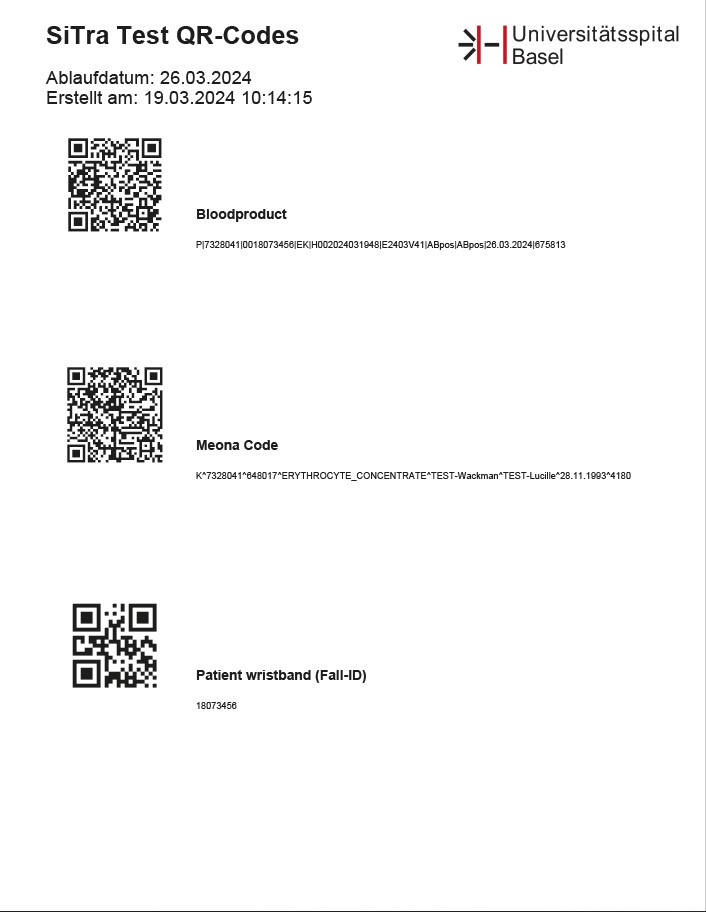 SiTra Test QR-Codes
Universitätsspital
Basel
Ablaufdatum: 26.03.2024
Erstellt am: 19.03.2024 10:14:15
Bloodproduct
P|7328041|0018073456|EK|H002024031948|E2403V41|ABpos|ABpos|26.03.2024|675813
Meona Code
K^7328041^648017^ERYTHROCYTE_CONCENTRATE^TEST-Wackman^TEST-Lucille^28.11.1993^4180
Patient wristband (Fall-ID)
18073456